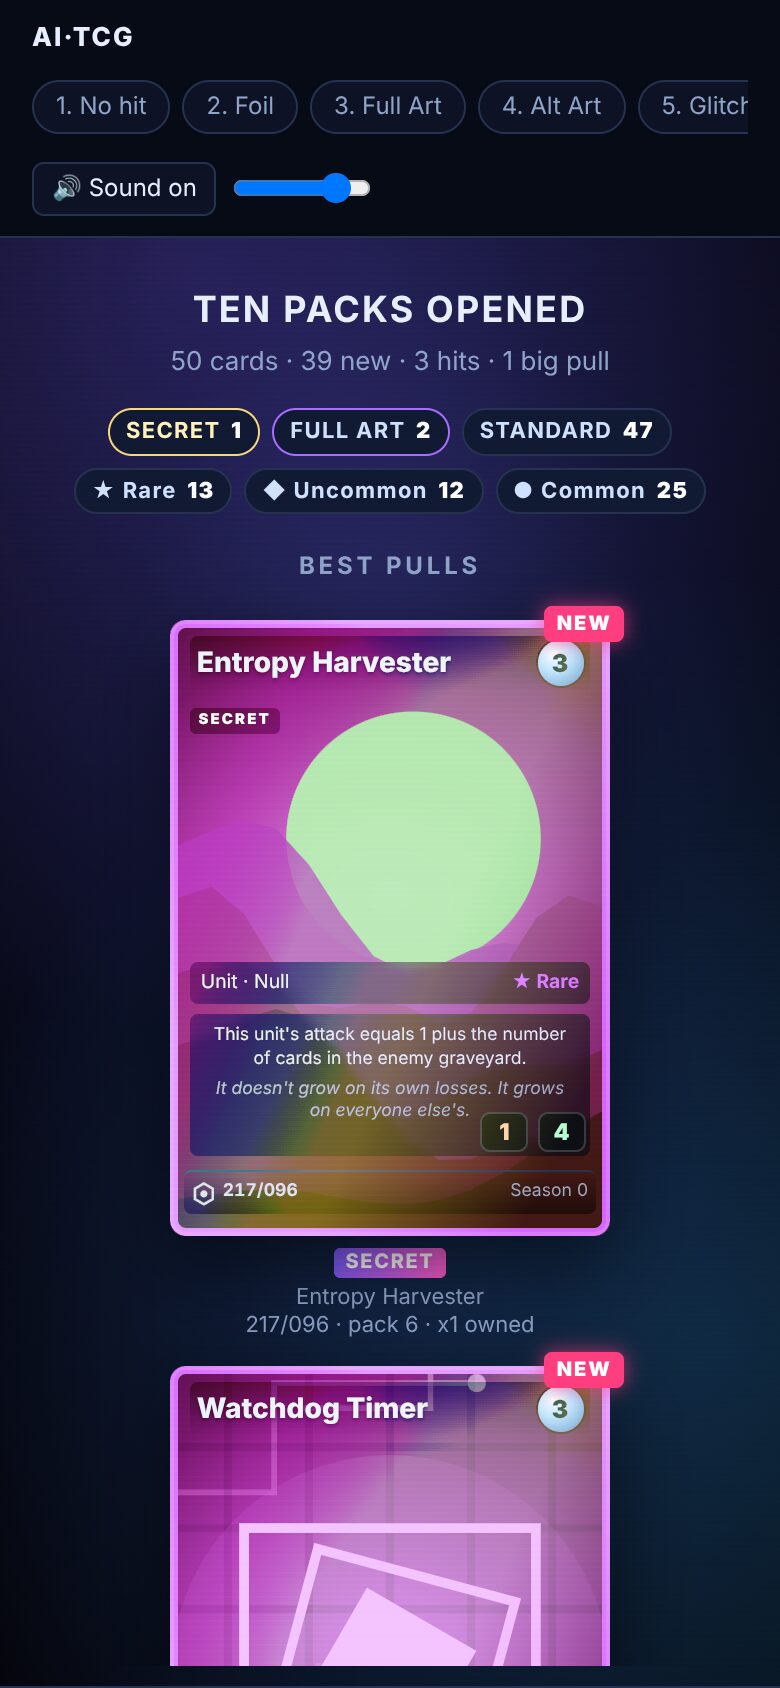 AI·TCG
1. No hit
2. Foil
3. Full Art
4. Alt Art
5. Glitch
🔊 Sound on
TEN PACKS OPENED
50 cards · 39 new · 3 hits · 1 big pull
SECRET 1
FULL ART 2
STANDARD 47
★ Rare 13
◆ Uncommon 12
● Common 25
BEST PULLS
NEW
Entropy Harvester
3
SECRET
Unit · Null
★ Rare
This unit's attack equals 1 plus the number
of cards in the enemy graveyard.
It doesn't grow on its own losses. It grows
on everyone else's.
1
4
217/096
Season 0
SECRET
Entropy Harvester
217/096 · pack 6 · x1 owned
NEW
Watchdog Timer
3